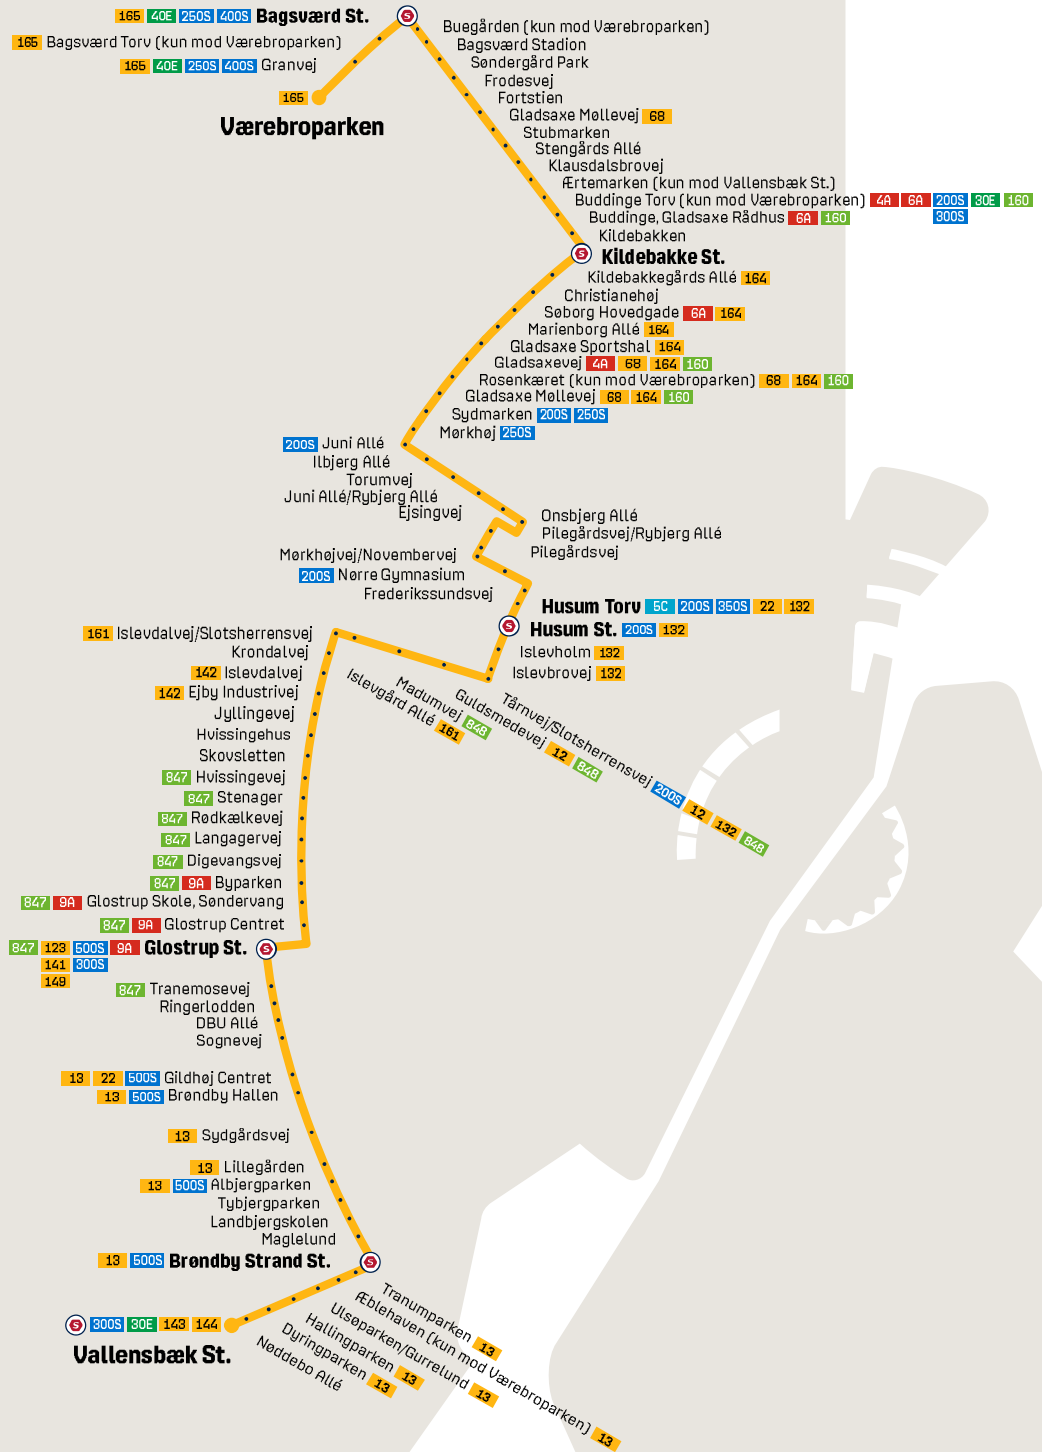 165 40E 250S 400S Bagsværd St.
165 Bagsværd Torv (kun mod Værebroparken)
165 40E 250S 400S Granvej
165
Værebroparken
Buegården (kun mod Værebroparken)
Bagsværd Stadion
Søndergård Park
Frodesvej
Fortstien
Gladsaxe Møllevej 68
Stubmarken
Stengårds Allé
Klausdalsbrovej
Ærtemarken (kun mod Vallensbæk St.)
Buddinge Torv (kun mod Værebroparken) 4A 6A 200S 30E 160
300S
Buddinge, Gladsaxe Rådhus 6A 160
Kildebakken
Kildebakke St.
Kildebakkegårds Allé 164
Christianehøj
Søborg Hovedgade 6A 164
Marienborg Allé 164
Gladsaxe Sportshal 164
Gladsaxevej 4A 68 164 160
Rosenkæret (kun mod Værebroparken) 68 164 160
Gladsaxe Møllevej 68 164 160
Sydmarken 200S 250S
Mørkhøj 250S
200S Juni Allé
Ilbjerg Allé
Torumvej
Juni Allé/Rybjerg Allé
Ejsingvej
Onsbjerg Allé
Pilegårdsvej/Rybjerg Allé
Pilegårdsvej
Mørkhøjvej/Novembervej
200S Nørre Gymnasium
Frederikssundsvej
Husum Torv 5C 200S 350S 22 132
Husum St. 200S 132
Islevholm 132
Islevbrovej 132
Tårnvej/Slotsherrensvej 200S 12 132 848
Guldsmedevej 12 848
Madumvej 848
Islevgård Allé 161
161 Islevdalvej/Slotsherrensvej
Krondalvej
142 Islevdalvej
142 Ejby Industrivej
Jyllingevej
Hvissingehus
Skovsletten
847 Hvissingevej
847 Stenager
847 Rødkælkevej
847 Langagervej
847 Digevangsvej
847 9A Byparken
847 9A Glostrup Skole, Søndervang
847 9A Glostrup Centret
847 123 500S 9A Glostrup St.
141 300S
149
847 Tranemosevej
Ringerlodden
DBU Allé
Sognevej
13 22 500S Gildhøj Centret
13 500S Brøndby Hallen
13 Sydgårdsvej
13 Lillegården
13 500S Albjergparken
Tybjergparken
Landbjergskolen
Maglelund
13 500S Brøndby Strand St.
Tranumparken 13
Æblehaven (kun mod Værebroparken) 13
Ulsøparken/Gurrelund 13
Hallingparken 13
Dyringparken 13
Nøddebo Allé
S 300S 30E 143 144
Vallensbæk St.